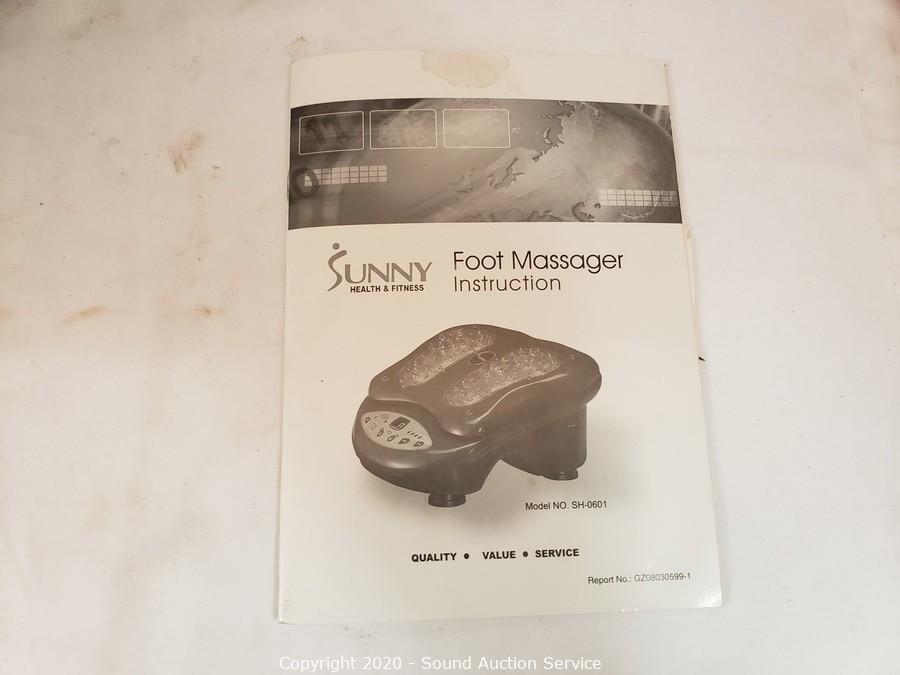 SUNNY
HEALTH & FITNESS
Foot Massager
Instruction
Model NO. SH-0601
QUALITY ● VALUE ● SERVICE
Report No.: GZ08030599-1
Copyright 2020 - Sound Auction Service